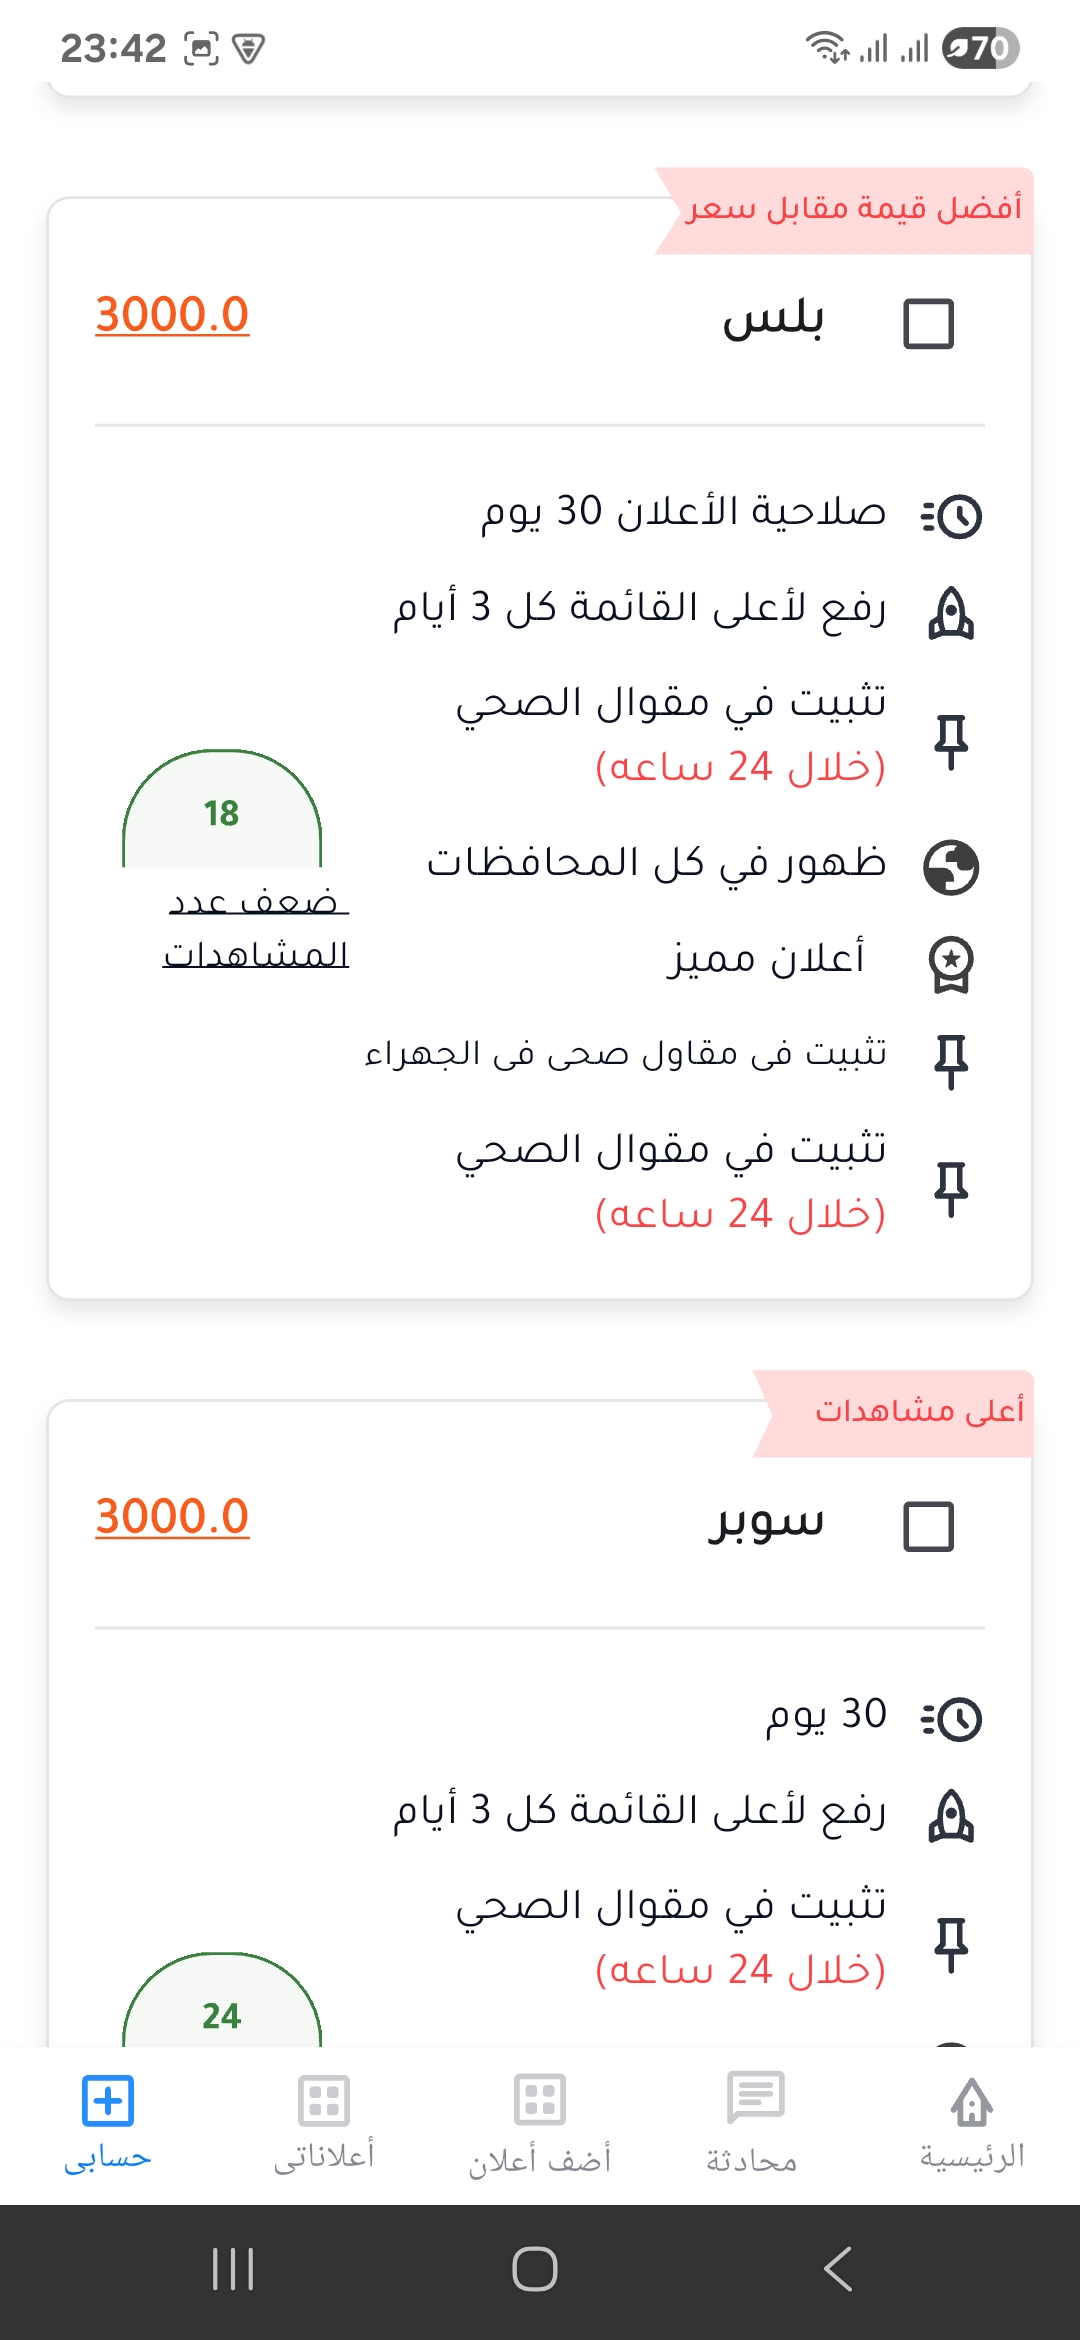 23:42
70
أفضل قيمة مقابل سعر
بلس
3000.0
صلاحية الأعلان 30 يوم
رفع لأعلى القائمة كل 3 أيام
تثبيت في مقوال الصحي
(خلال 24 ساعه)
18
ضعف عدد
المشاهدات
ظهور في كل المحافظات
أعلان مميز
تثبيت فى مقاول صحى فى الجهراء
تثبيت في مقوال الصحي
(خلال 24 ساعه)
أعلى مشاهدات
سوبر
3000.0
30 يوم
رفع لأعلى القائمة كل 3 أيام
تثبيت في مقوال الصحي
(خلال 24 ساعه)
24
الرئيسية
محادثة
أضف أعلان
أعلاناتى
حسابى